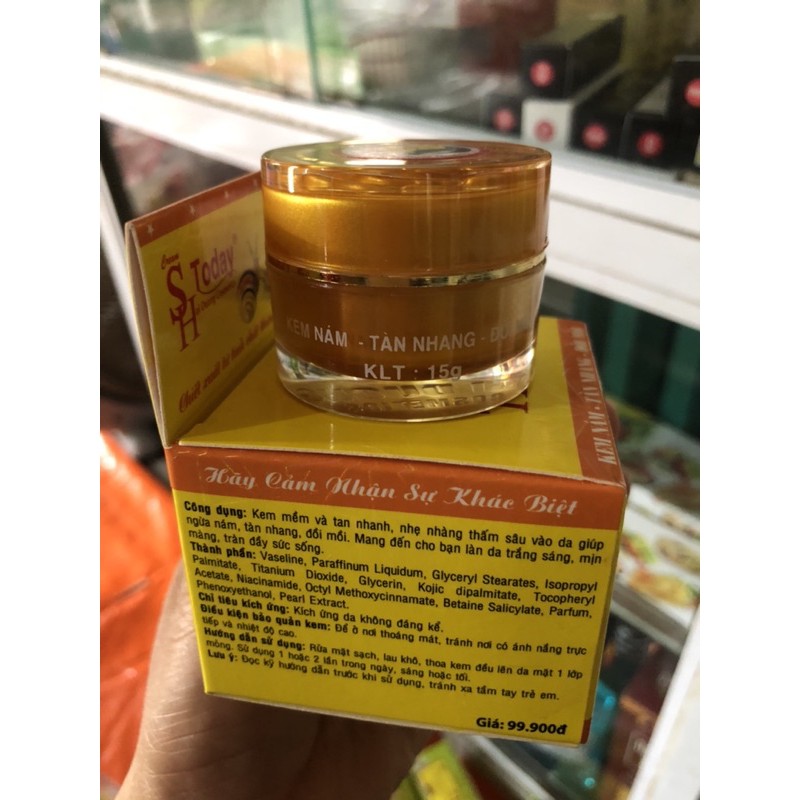 Cream
SH Today®
Chiết xuất từ tinh chất
KEM NÁM - TÀN NHANG -
KLT : 15g
KEM NÁM - TÀN NHANG -
Hãy Cảm Nhận Sự Khác Biệt
Công dụng: Kem mềm và tan nhanh, nhẹ nhàng thấm sâu vào da giúp
ngừa nám, tàn nhang, đồi mồi. Mang đến cho bạn làn da trắng sáng, mịn
màng, tràn đầy sức sống.
Thành phần: Vaseline, Paraffinum Liquidum, Glyceryl Stearates, Isopropyl
Palmitate, Titanium Dioxide, Glycerin, Kojic dipalmitate, Tocopheryl
Acetate, Niacinamide, Octyl Methoxycinnamate, Betaine Salicylate, Parfum,
Phenoxyethanol, Pearl Extract.
Chỉ tiêu kích ứng: Kích ứng da không đáng kể.
Điều kiện bảo quản kem: Để ở nơi thoáng mát, tránh nơi có ánh nắng trực
tiếp và nhiệt độ cao.
Hướng dẫn sử dụng: Rửa mặt sạch, lau khô, thoa kem đều lên da mặt 1 lớp
mỏng. Sử dụng 1 hoặc 2 lần trong ngày, sáng hoặc tối.
Lưu ý: Đọc kỹ hướng dẫn trước khi sử dụng, tránh xa tầm tay trẻ em.
Giá: 99.900đ